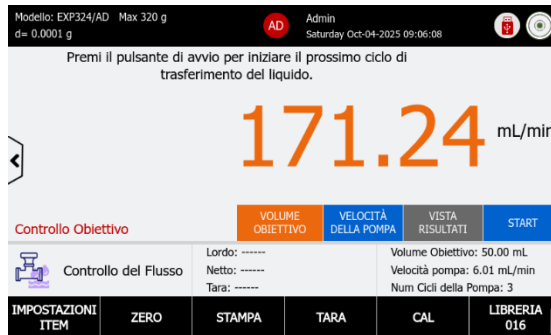 Modello: EXP324/AD Max 320 g
d= 0.0001 g
AD
Admin
Saturday Oct-04-2025 09:06:08
Premi il pulsante di avvio per iniziare il prossimo ciclo di
trasferimento del liquido.
171.24 mL/min
Controllo Obiettivo
VOLUME
OBIETTIVO
VELOCITÀ
DELLA POMPA
VISTA
RISULTATI
START
Controllo del Flusso
Lordo: ------
Netto: ------
Tara: ------
Volume Obiettivo: 50.00 mL
Velocità pompa: 6.01 mL/min
Num Cicli della Pompa: 3
IMPOSTAZIONI
ITEM
ZERO
STAMPA
TARA
CAL
LIBRERIA
016